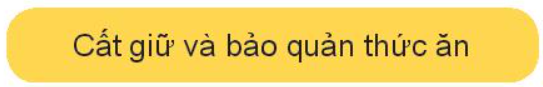 Cất giữ và bảo quản thức ăn